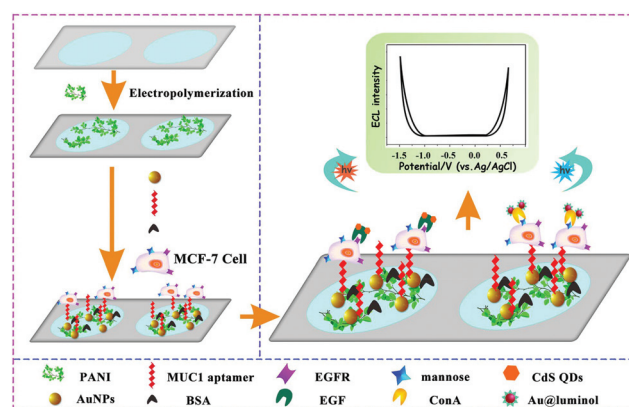 Electropolymerization
MCF-7 Cell
ECL intensity
-1.5 -1.0 -0.5 0.0 0.5
Potential/V (vs.Ag/AgCl)
hν
hν
PANI
MUC1 aptamer
EGFR
mannose
CdS QDs
AuNPs
BSA
EGF
ConA
Au@luminol